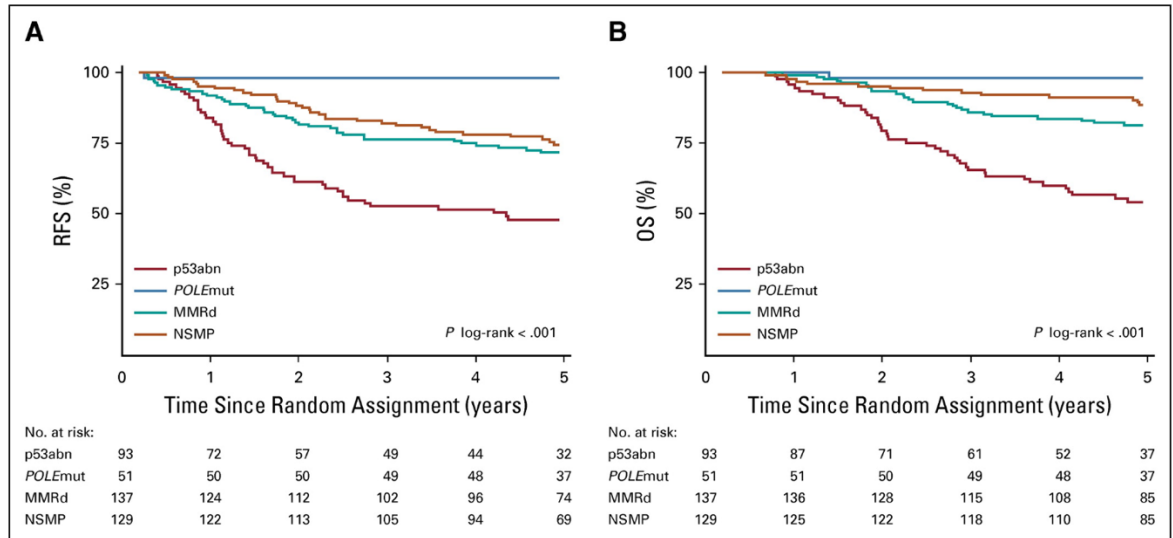 A
100
75
50
25
RFS (%)
p53abn
POLEmut
MMRd
NSMP
P log-rank < .001
0 1 2 3 4 5
Time Since Random Assignment (years)
No. at risk:
p53abn 93 72 57 49 44 32
POLEmut 51 50 50 49 48 37
MMRd 137 124 112 102 96 74
NSMP 129 122 113 105 94 69
B
100
75
50
25
OS (%)
p53abn
POLEmut
MMRd
NSMP
P log-rank < .001
0 1 2 3 4 5
Time Since Random Assignment (years)
No. at risk:
p53abn 93 87 71 61 52 37
POLEmut 51 51 50 49 48 37
MMRd 137 136 128 115 108 85
NSMP 129 125 122 118 110 85